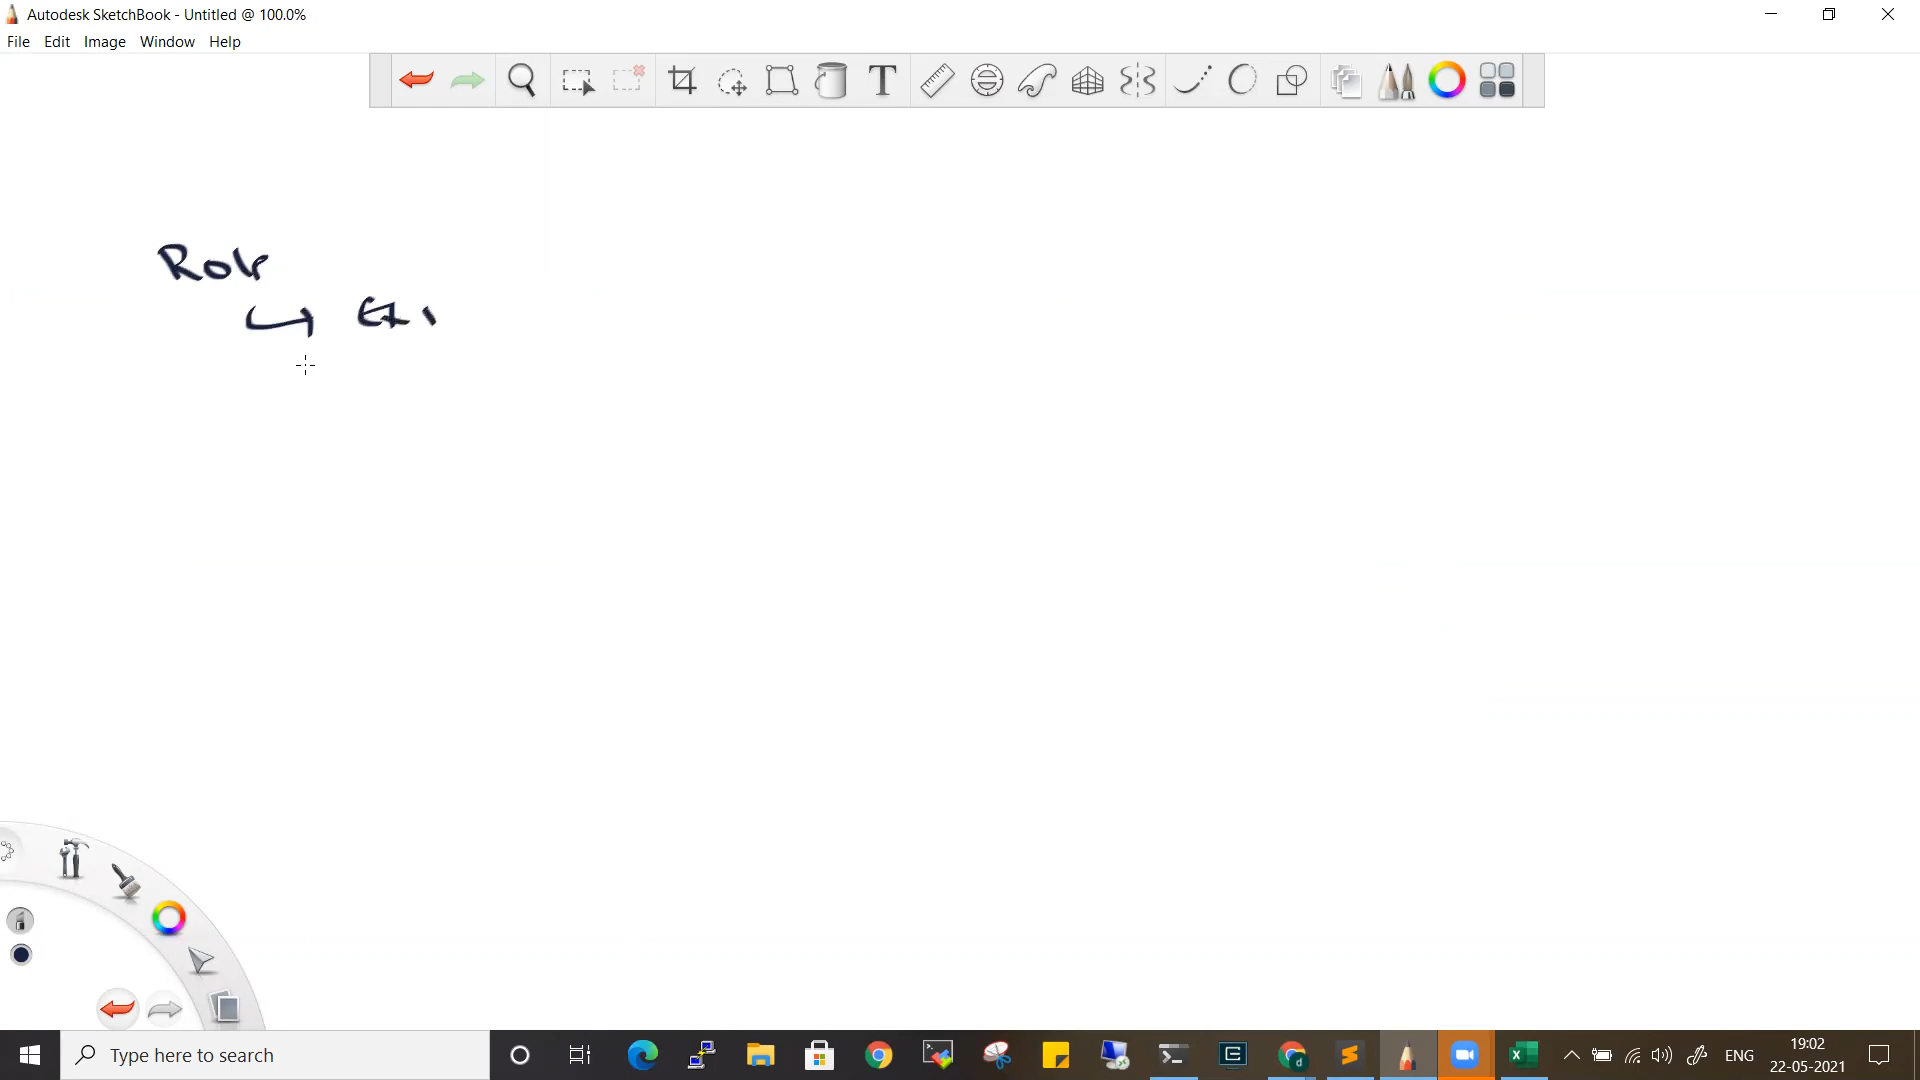 Autodesk SketchBook - Untitled @ 100.0%
File Edit Image Window Help
T
Role
Type here to search
ENG
19:02
22-05-2021